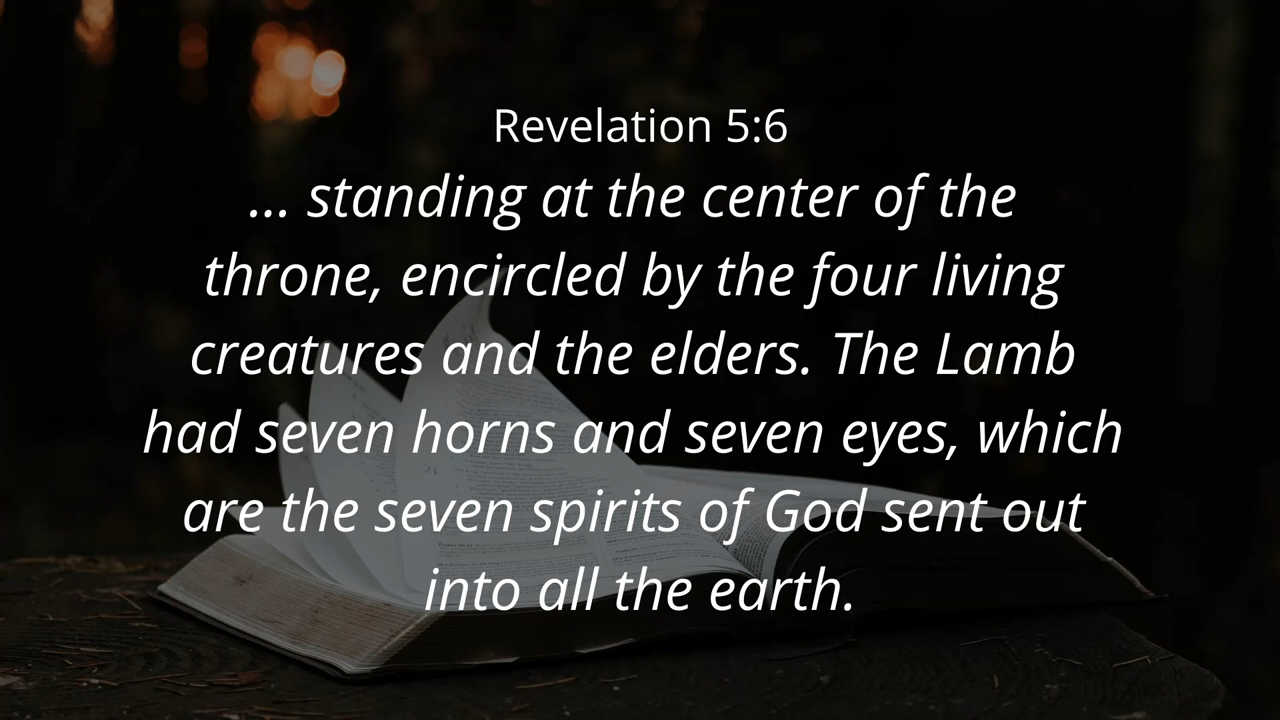 Revelation 5:6
... standing at the center of the
throne, encircled by the four living
creatures and the elders. The Lamb
had seven horns and seven eyes, which
are the seven spirits of God sent out
into all the earth.